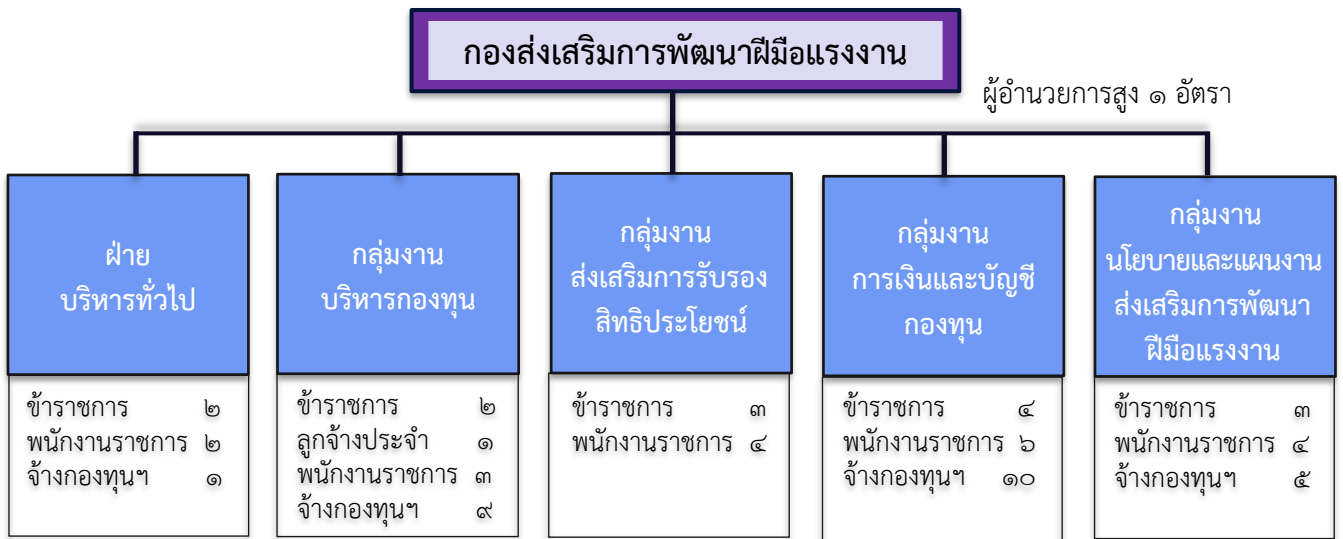 กองส่งเสริมการพัฒนาฝีมือแรงงาน
ผู้อำนวยการสูง ๑ อัตรา
ฝ่าย
บริหารทั่วไป
ข้าราชการ ๒
พนักงานราชการ ๒
จ้างกองทุนฯ ๑
กลุ่มงาน
บริหารกองทุน
ข้าราชการ ๒
ลูกจ้างประจำ ๑
พนักงานราชการ ๓
จ้างกองทุนฯ ๙
กลุ่มงาน
ส่งเสริมการรับรอง
สิทธิประโยชน์
ข้าราชการ ๓
พนักงานราชการ ๔
กลุ่มงาน
การเงินและบัญชี
กองทุน
ข้าราชการ ๔
พนักงานราชการ ๖
จ้างกองทุนฯ ๑๐
กลุ่มงาน
นโยบายและแผนงาน
ส่งเสริมการพัฒนา
ฝีมือแรงงาน
ข้าราชการ ๓
พนักงานราชการ ๔
จ้างกองทุนฯ ๕